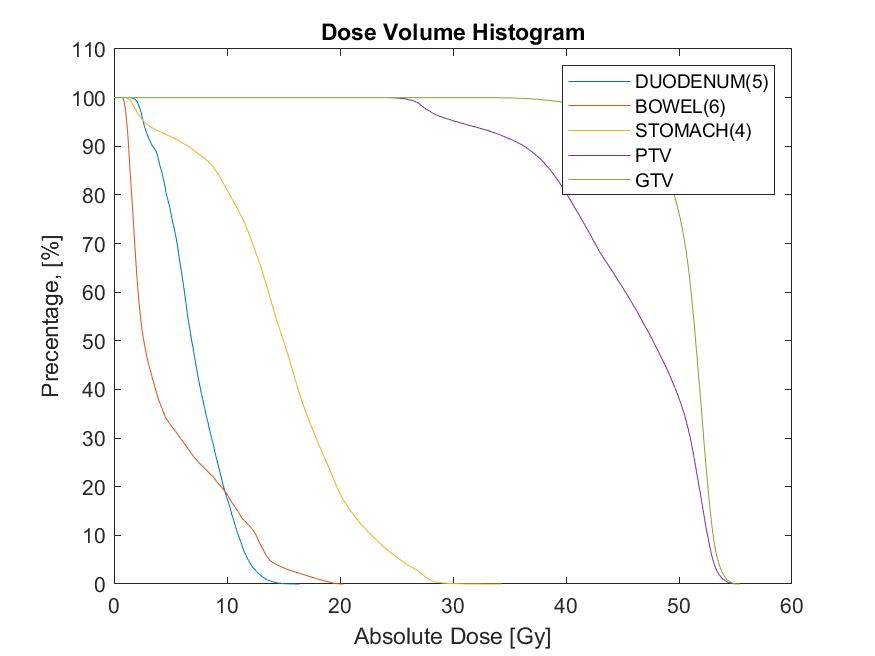 Dose Volume Histogram
110
100
90
80
70
60
50
40
30
20
10
0
Precentage, [%]
DUODENUM(5)
BOWEL(6)
STOMACH(4)
PTV
GTV
0 10 20 30 40 50 60
Absolute Dose [Gy]